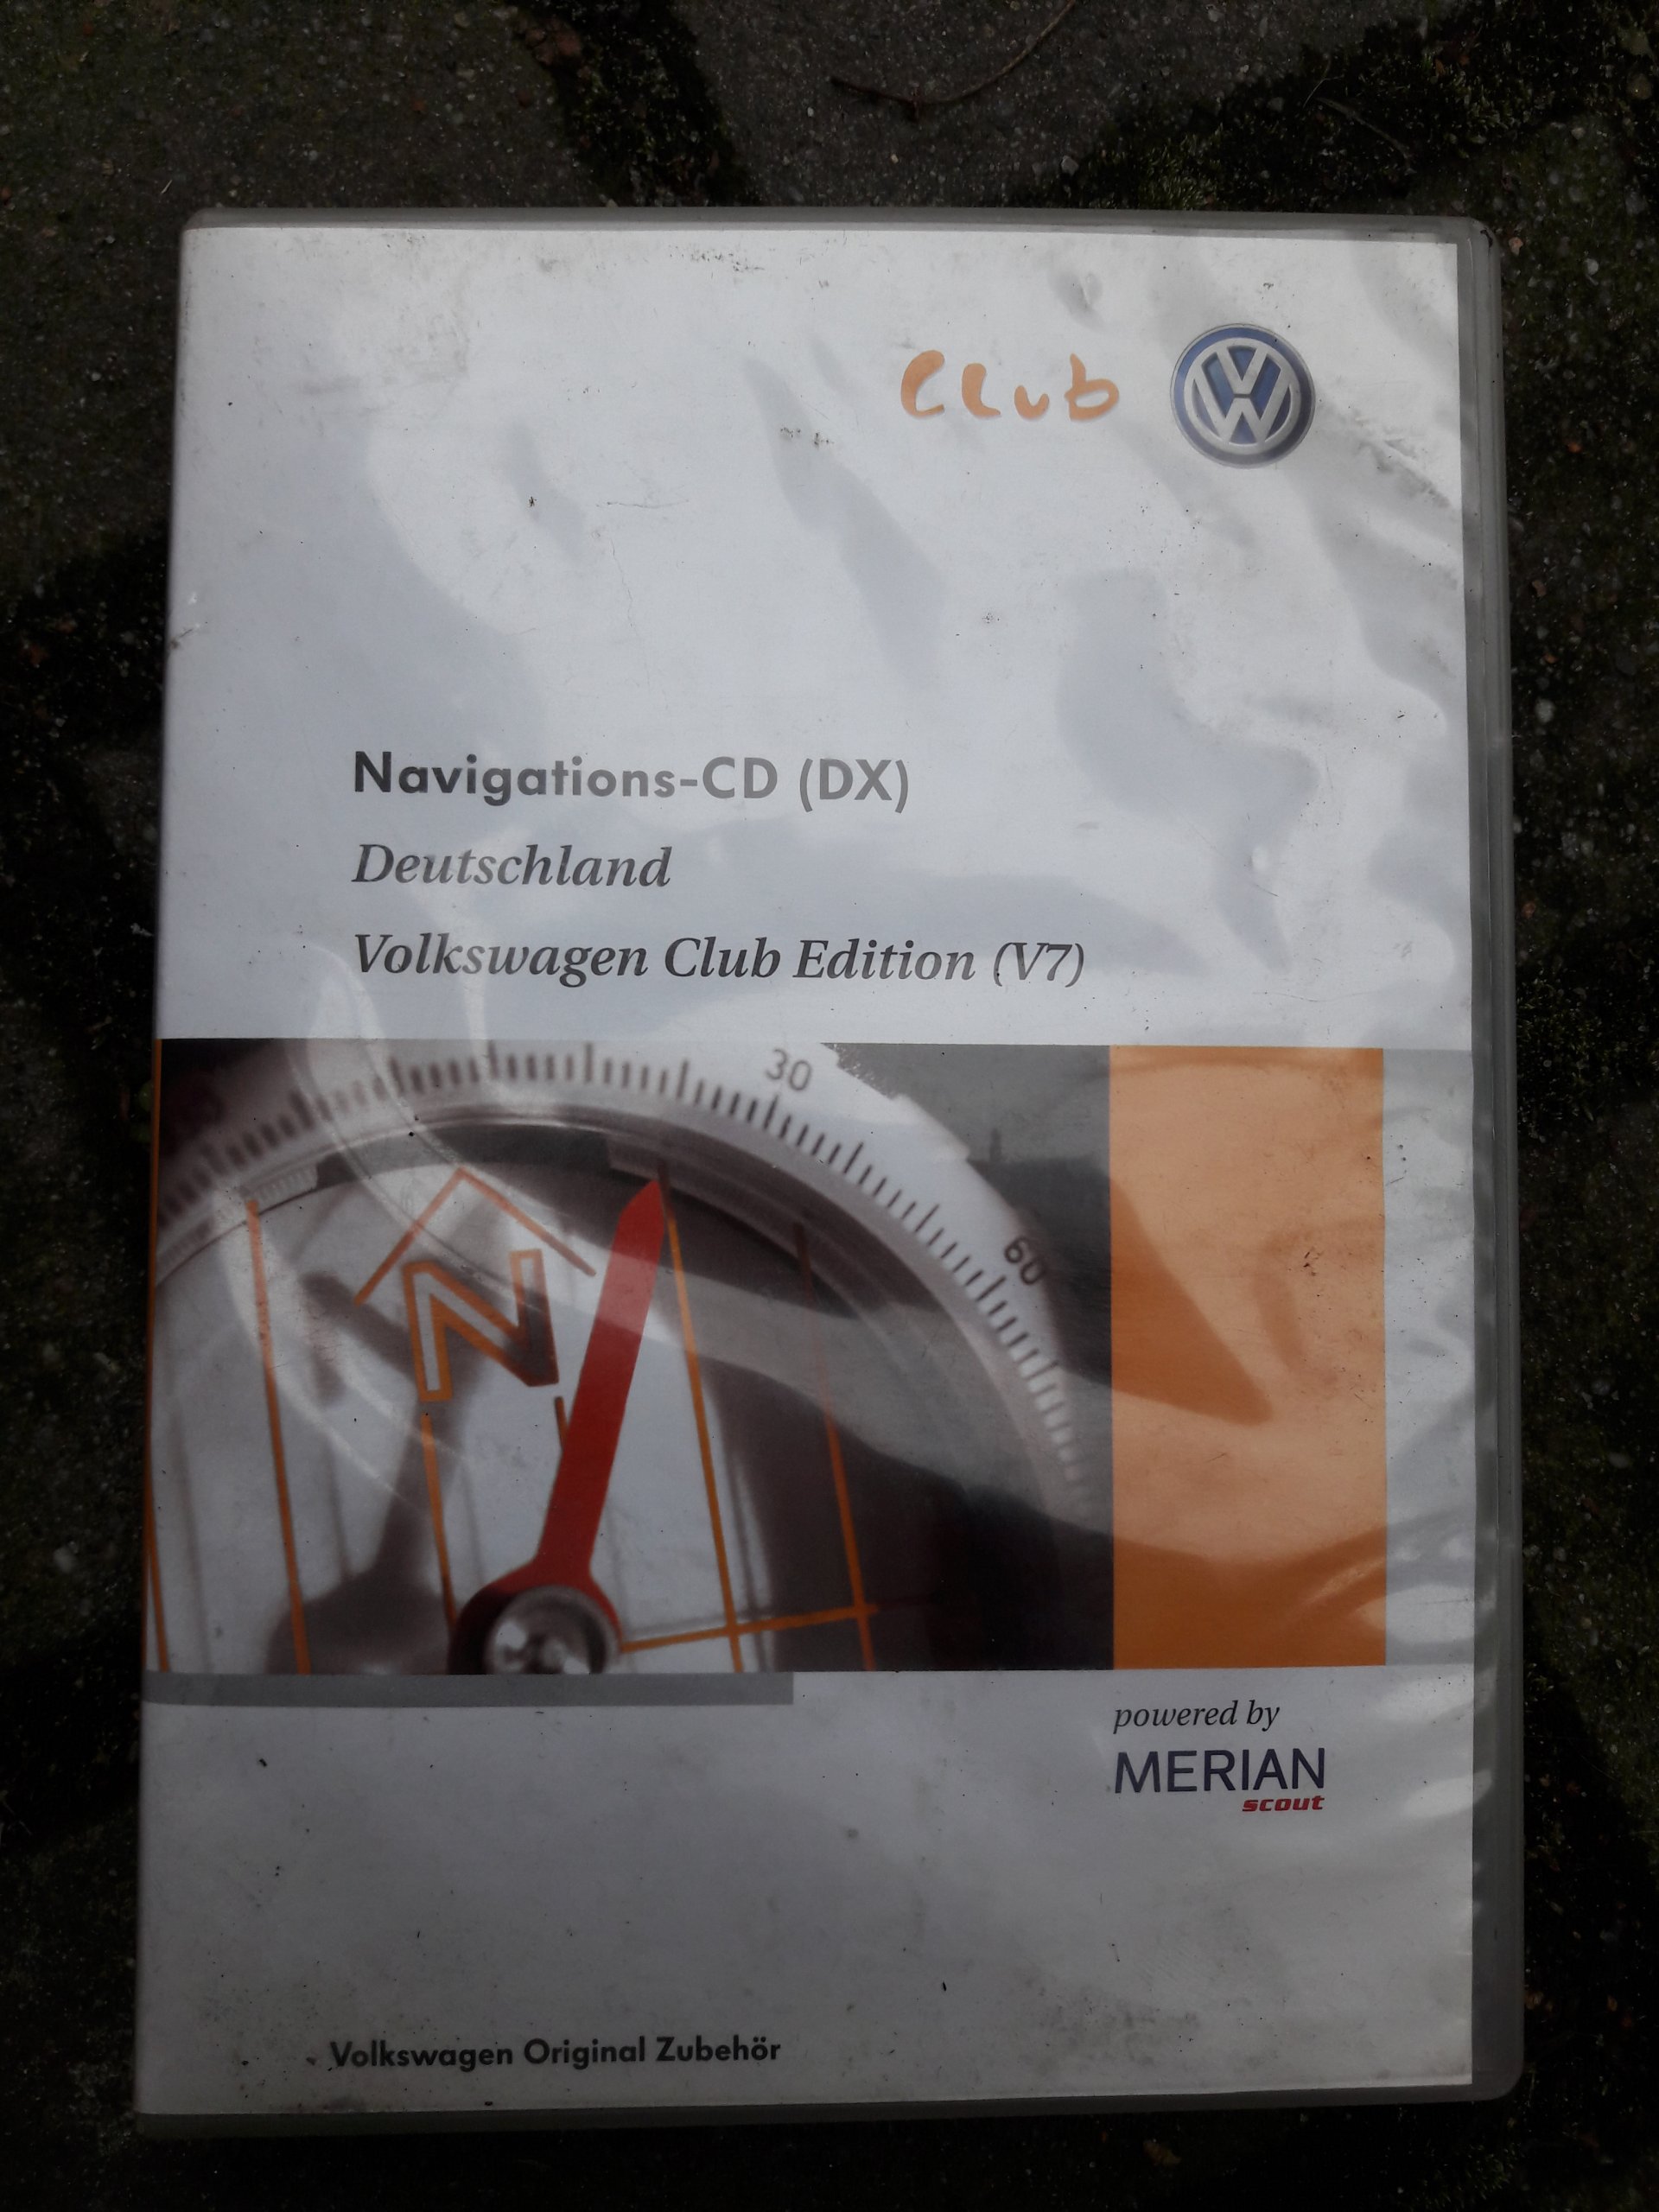 Club
VW
Navigations-CD (DX)
Deutschland
Volkswagen Club Edition (V7)
30
60
N
powered by
MERIAN
scout
Volkswagen Original Zubehör